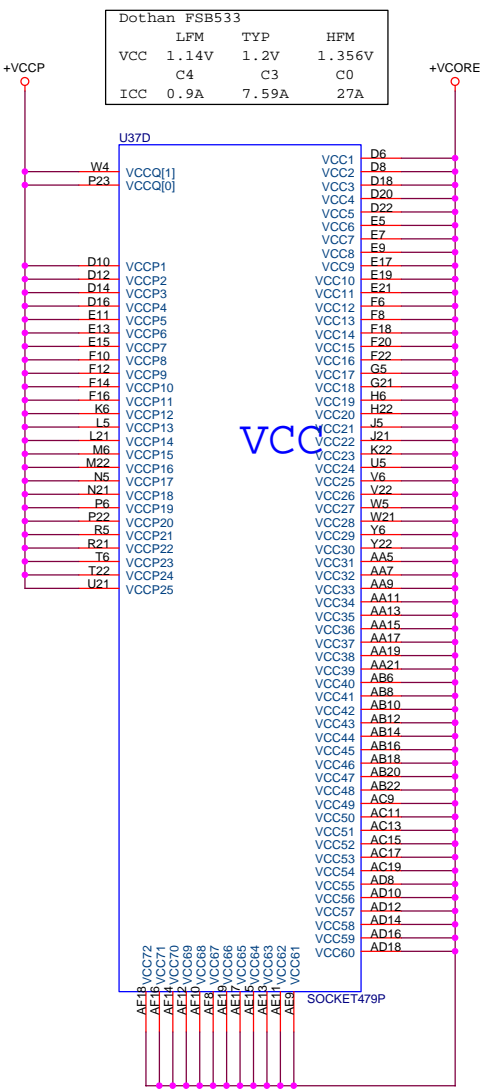 Dothan FSB533
LFM TYP HFM
VCC 1.14V 1.2V 1.356V
C4 C3 C0
ICC 0.9A 7.59A 27A
+VCCP
+VCORE
U37D
W4 VCCQ[1]
P23 VCCQ[0]
D10 VCCP1
D12 VCCP2
D14 VCCP3
D16 VCCP4
E11 VCCP5
E13 VCCP6
E15 VCCP7
F10 VCCP8
F12 VCCP9
F14 VCCP10
F16 VCCP11
K6 VCCP12
L5 VCCP13
L21 VCCP14
M6 VCCP15
M22 VCCP16
N5 VCCP17
N21 VCCP18
P6 VCCP19
P22 VCCP20
R5 VCCP21
R21 VCCP22
T6 VCCP23
T22 VCCP24
U21 VCCP25
VCC
VCC1 D6
VCC2 D8
VCC3 D18
VCC4 D20
VCC5 D22
VCC6 E5
VCC7 E7
VCC8 E9
VCC9 E17
VCC10 E19
VCC11 E21
VCC12 F6
VCC13 F8
VCC14 F18
VCC15 F20
VCC16 F22
VCC17 G5
VCC18 G21
VCC19 H6
VCC20 H22
VCC21 J5
VCC22 J21
VCC23 K22
VCC24 U5
VCC25 V6
VCC26 V22
VCC27 W5
VCC28 W21
VCC29 Y6
VCC30 Y22
VCC31 AA5
VCC32 AA7
VCC33 AA9
VCC34 AA11
VCC35 AA13
VCC36 AA15
VCC37 AA17
VCC38 AA19
VCC39 AA21
VCC40 AB6
VCC41 AB8
VCC42 AB10
VCC43 AB12
VCC44 AB14
VCC45 AB16
VCC46 AB18
VCC47 AB20
VCC48 AB22
VCC49 AC9
VCC50 AC11
VCC51 AC13
VCC52 AC15
VCC53 AC17
VCC54 AC19
VCC55 AD8
VCC56 AD10
VCC57 AD12
VCC58 AD14
VCC59 AD16
VCC60 AD18
AF18 VCC72
AF16 VCC71
AF14 VCC70
AF12 VCC69
AF10 VCC68
AF8 VCC67
AE19 VCC66
AE17 VCC65
AE15 VCC64
AE13 VCC63
AE11 VCC62
AE9 VCC61
SOCKET479P